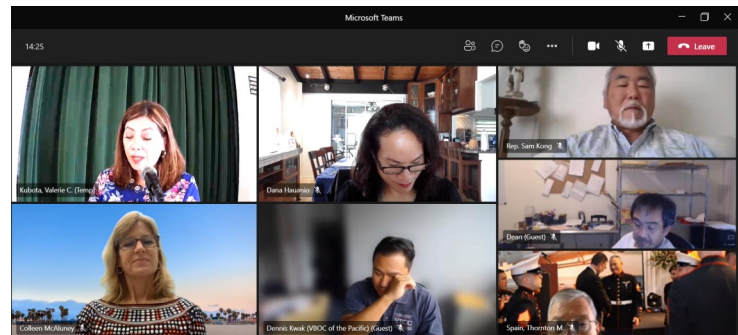 Microsoft Teams
14:25
Leave
Kubota, Valerie C. (Temp)
Dana Hauanio
Rep. Sam Kong
Dean (Guest)
Colleen McAluney
Dennis Kwak (VBOC of the Pacific) (Guest)
Spain, Thornton M.